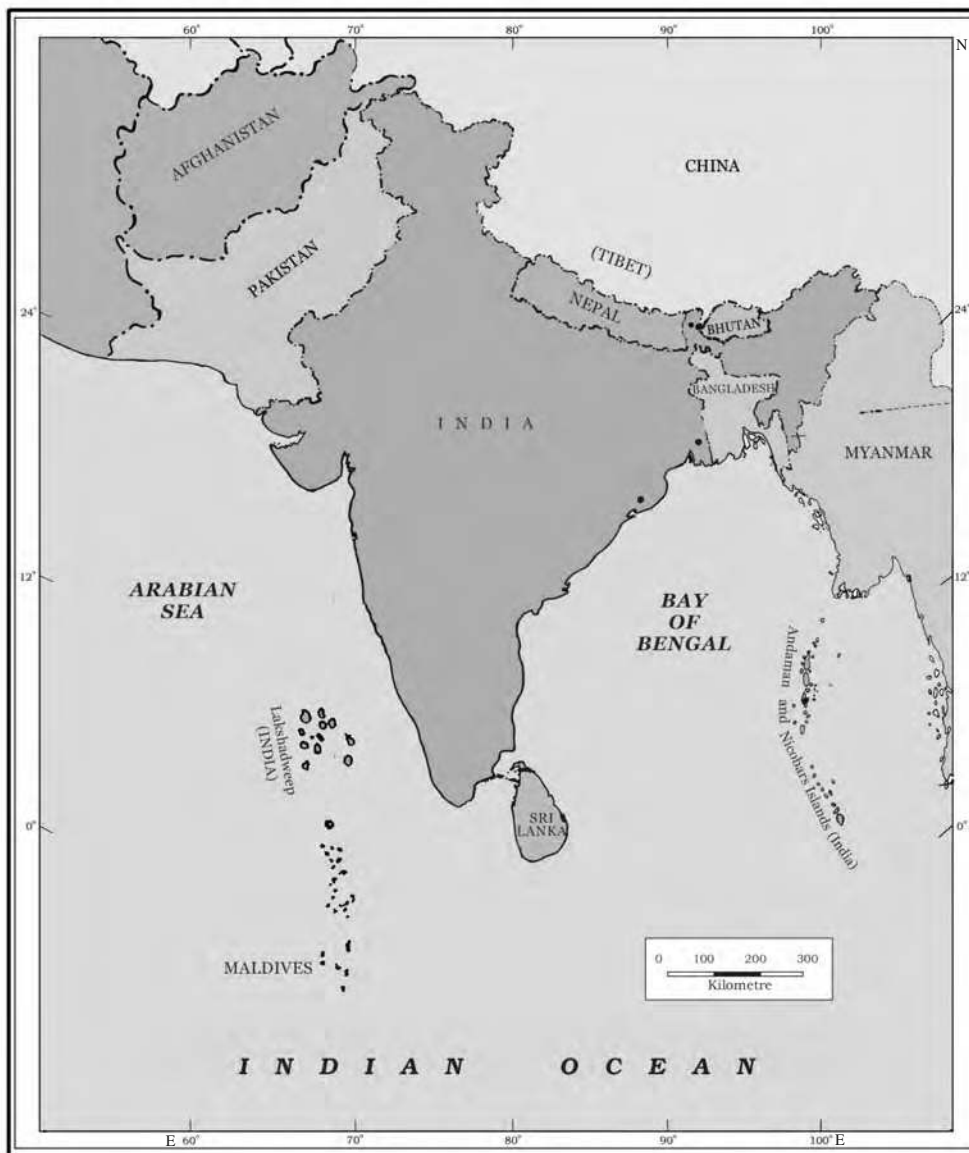 60°
70°
80°
90°
100°
N
AFGHANISTAN
CHINA
PAKISTAN
(TIBET)
NEPAL
BHUTAN
24°
24°
BANGLADESH
INDIA
MYANMAR
12°
12°
ARABIAN
SEA
BAY
OF
BENGAL
Andaman and Nicobars Islands (India)
Lakshadweep
(INDIA)
SRI
LANKA
0°
0°
MALDIVES
0 100 200 300
Kilometre
INDIAN OCEAN
E 60°
70°
80°
90°
100° E